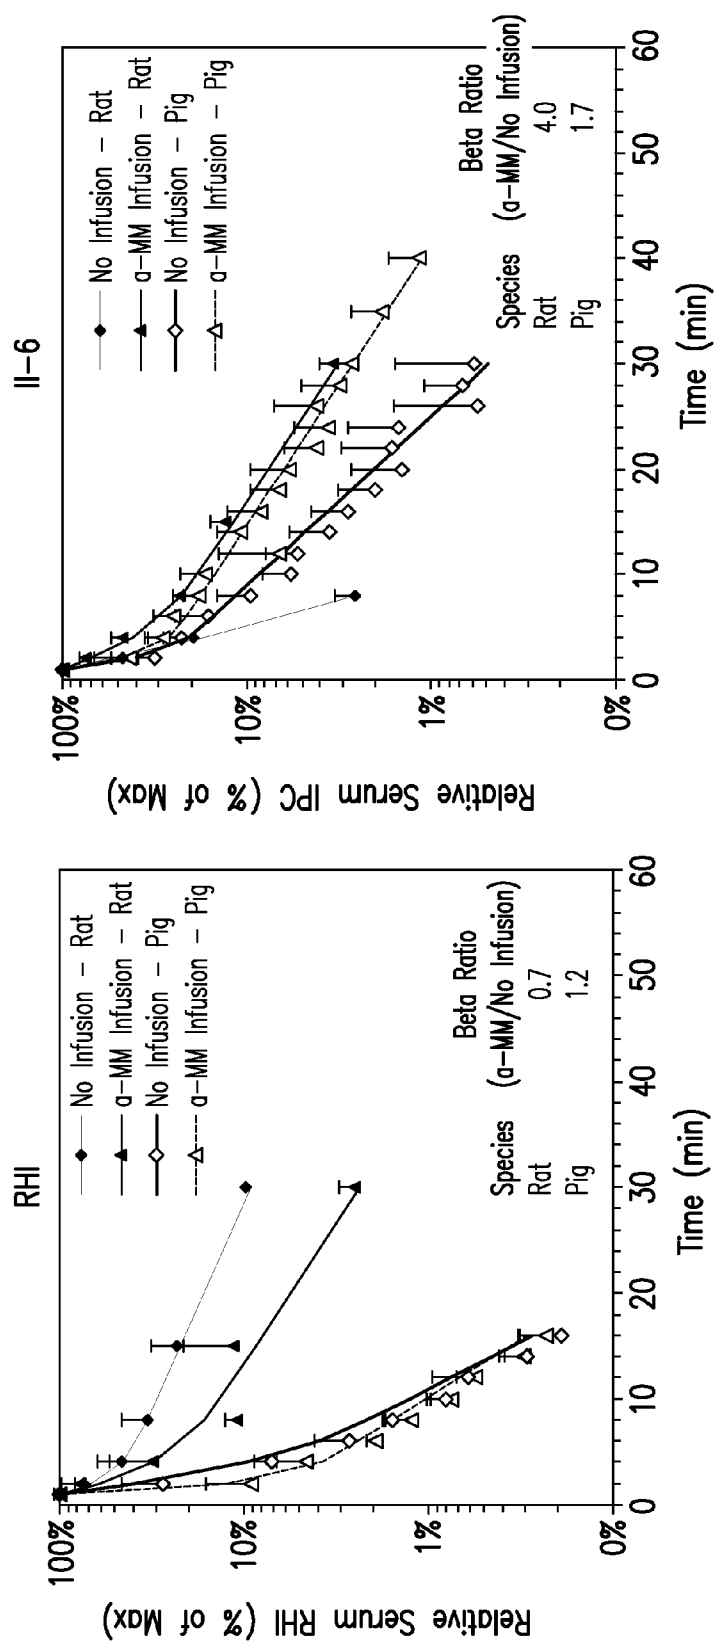 RHI
Relative Serum RHI (% of Max)
100%
10%
1%
0%
No Infusion – Rat
a-MM Infusion – Rat
No Infusion – Pig
a-MM Infusion – Pig
Beta Ratio
Species (a-MM/No Infusion)
Rat 0.7
Pig 1.2
0 10 20 30 40 50 60
Time (min)
II-6
Relative Serum IPC (% of Max)
100%
10%
1%
0%
No Infusion – Rat
a-MM Infusion – Rat
No Infusion – Pig
a-MM Infusion – Pig
Beta Ratio
Species (a-MM/No Infusion)
Rat 4.0
Pig 1.7
0 10 20 30 40 50 60
Time (min)